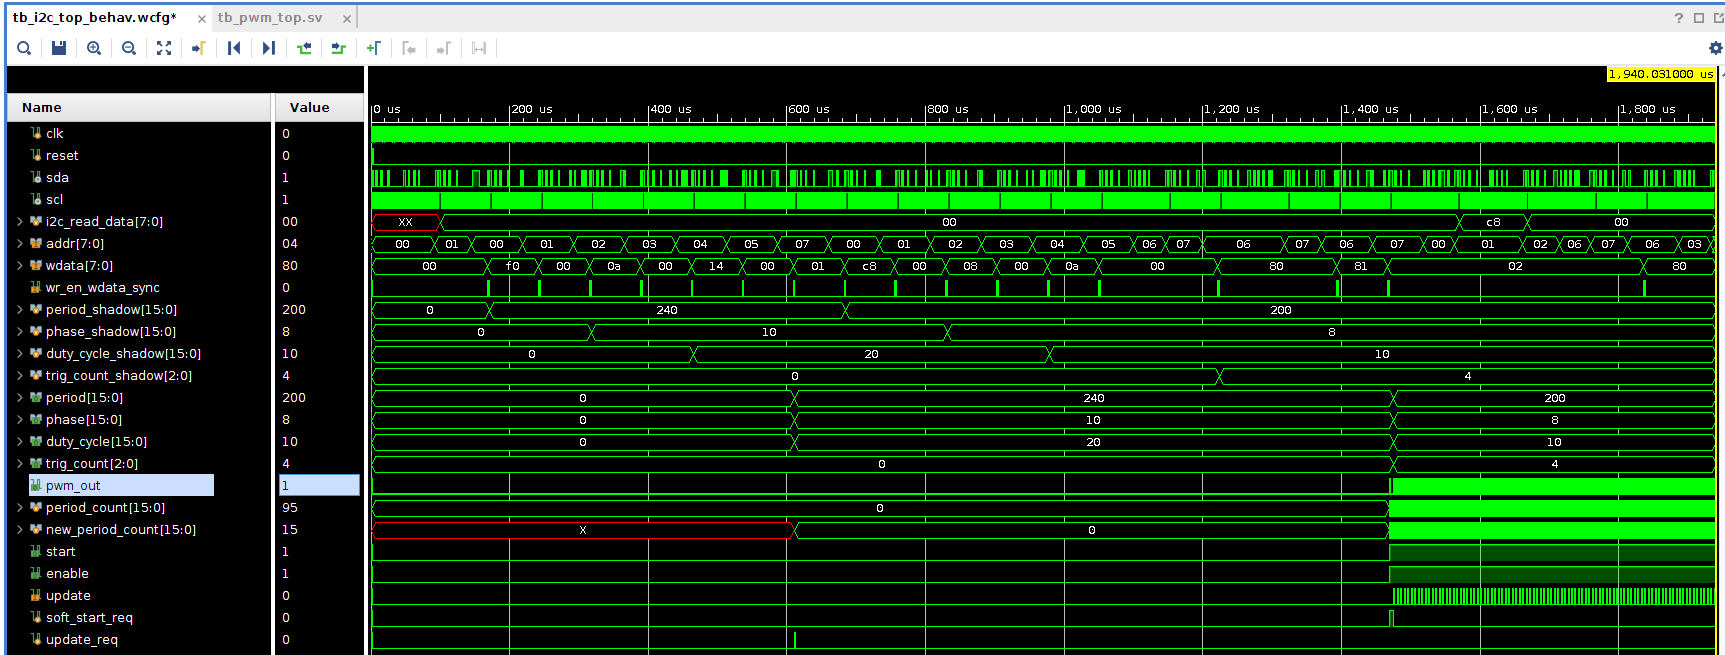 tb_i2c_top_behav.wcfg* × tb_pwm_top.sv ×
?
1,940.031000 us
Name Value
0 us 200 us 400 us 600 us 800 us 1,000 us 1,200 us 1,400 us 1,600 us 1,800 us
clk 0
reset 0
sda 1
scl 1
i2c_read_data[7:0] 00 XX 00 c8 00
addr[7:0] 04 00 01 00 01 02 03 04 05 07 00 01 02 03 04 05 06 07 06 07 06 07 00 01 02 06 07 06 03
wdata[7:0] 80 00 f0 00 0a 00 14 00 01 c8 00 08 00 0a 00 80 81 02 80
wr_en_wdata_sync 0
period_shadow[15:0] 200 0 240 200
phase_shadow[15:0] 8 0 10 8
duty_cycle_shadow[15:0] 10 0 20 10
trig_count_shadow[2:0] 4 0 4
period[15:0] 200 0 240 200
phase[15:0] 8 0 10 8
duty_cycle[15:0] 10 0 20 10
trig_count[2:0] 4 0 4
pwm_out 1
period_count[15:0] 95 0
new_period_count[15:0] 15 X 0
start 1
enable 1
update 0
soft_start_req 0
update_req 0